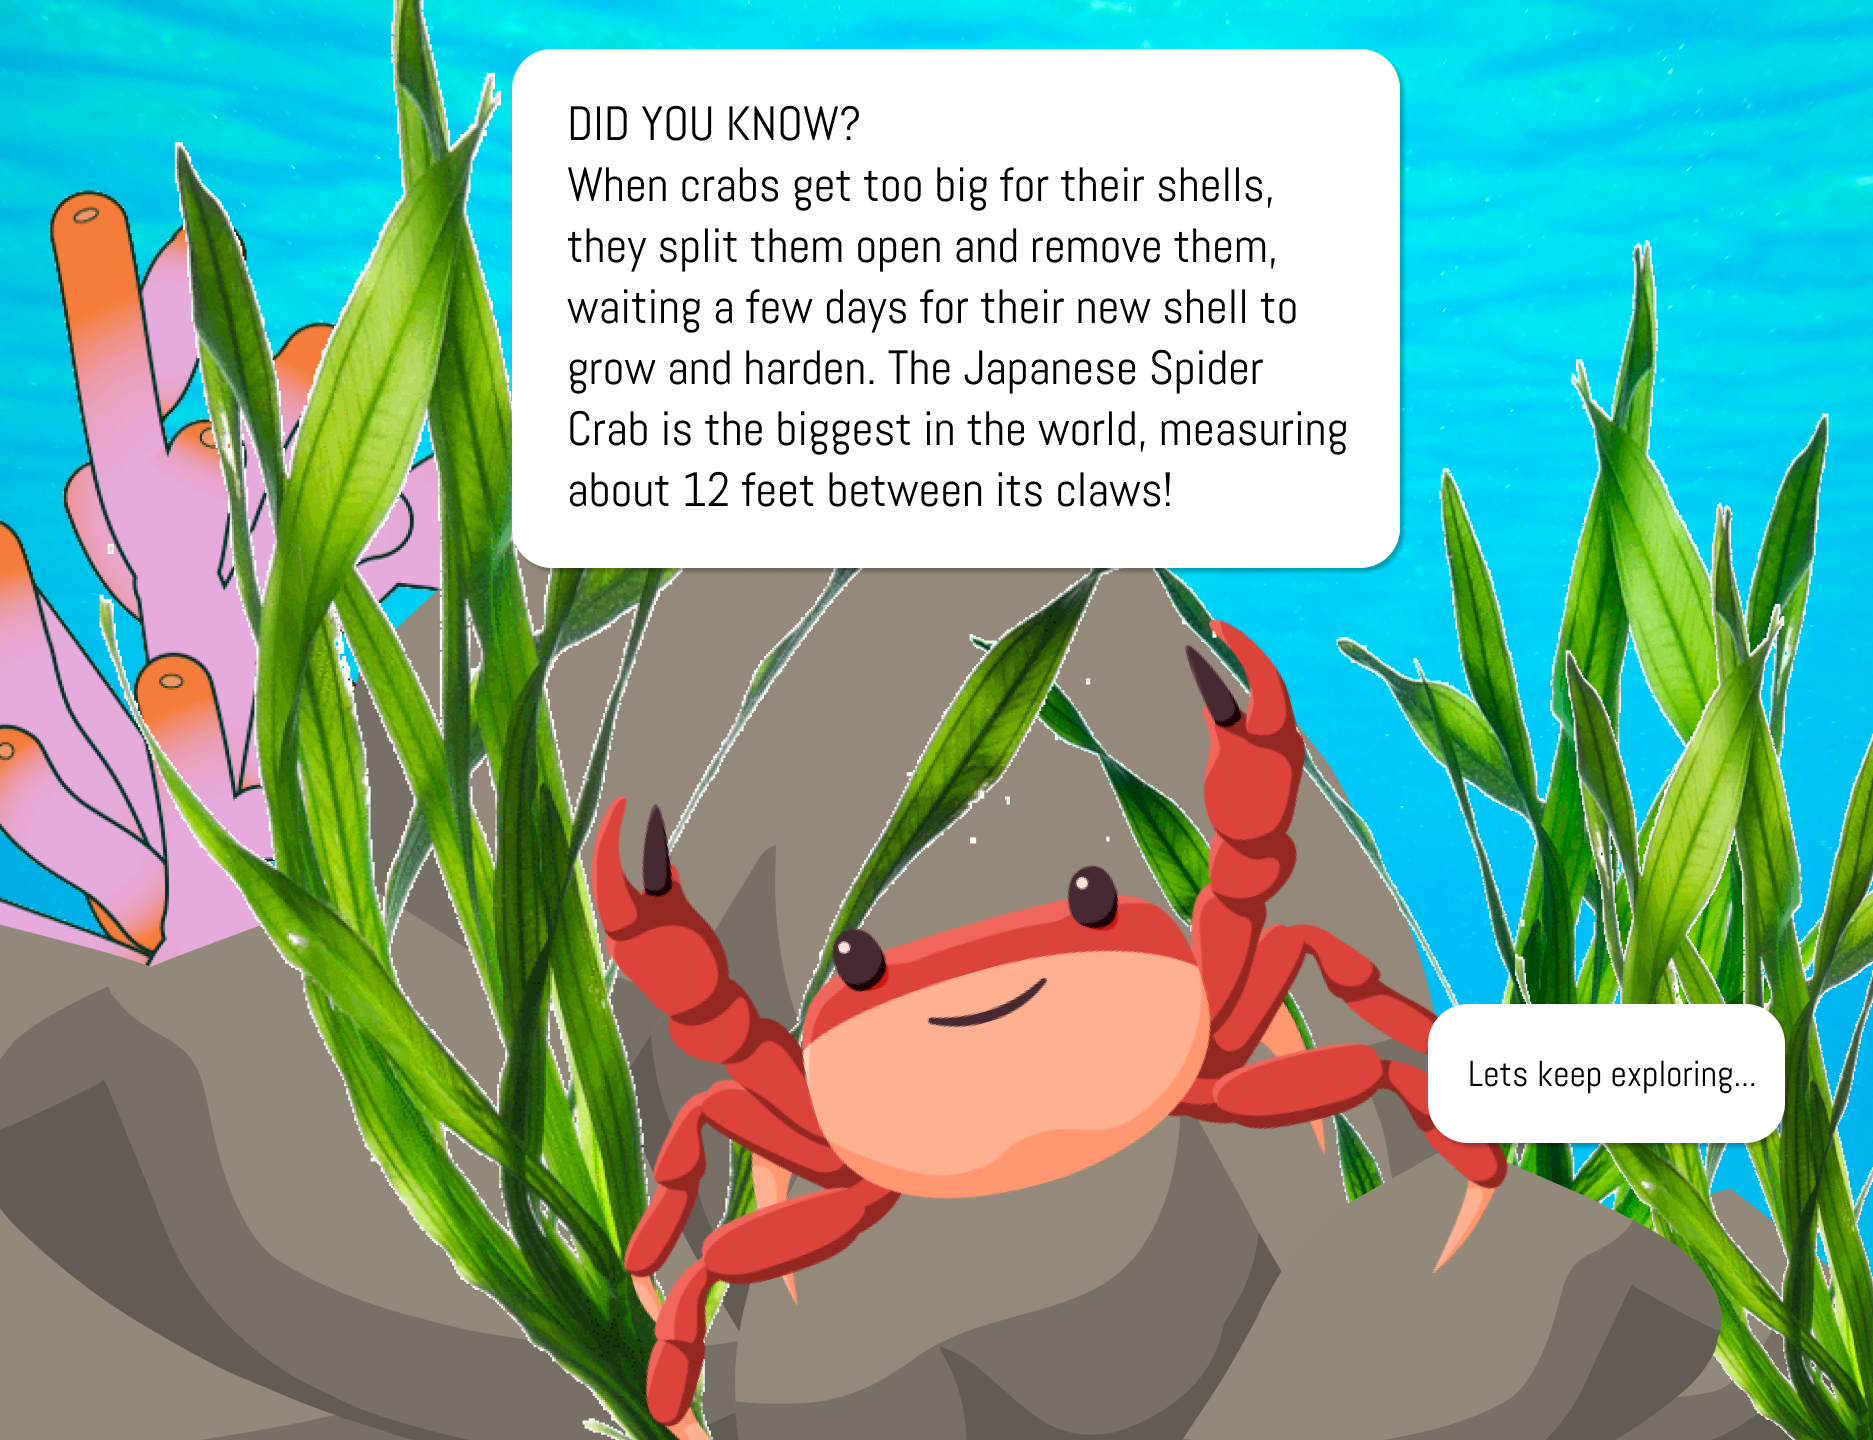 DID YOU KNOW?
When crabs get too big for their shells,
they split them open and remove them,
waiting a few days for their new shell to
grow and harden. The Japanese Spider
Crab is the biggest in the world, measuring
about 12 feet between its claws!
Lets keep exploring...